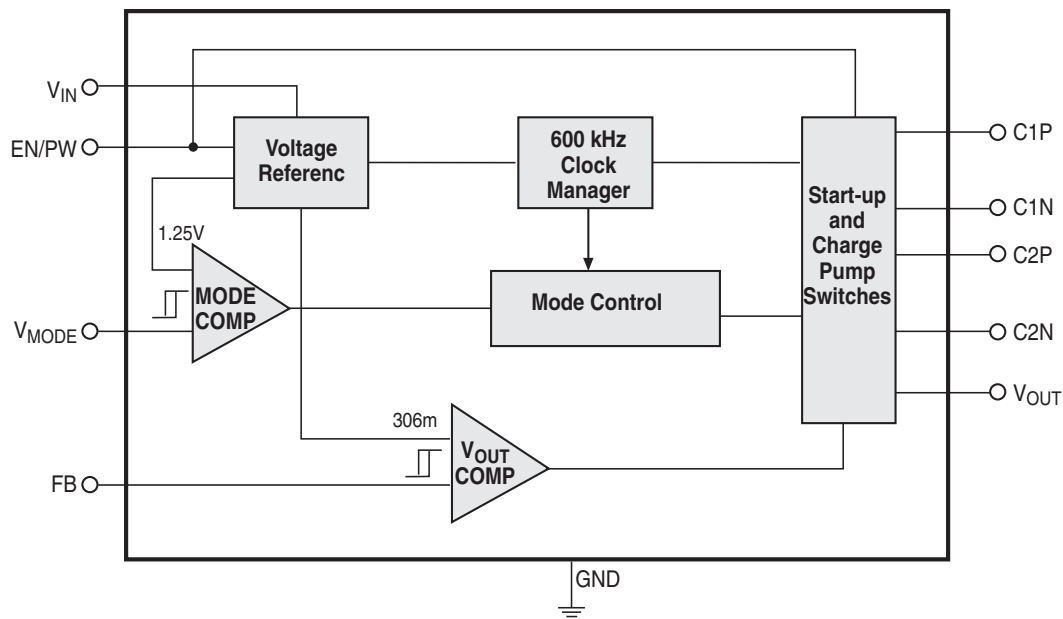 V_IN
EN/PW
Voltage
Referenc
600 kHz
Clock
Manager
Start-up
and
Charge
Pump
Switches
C1P
C1N
C2P
C2N
V_OUT
1.25V
MODE
COMP
V_MODE
Mode Control
306m
V_OUT
COMP
FB
GND